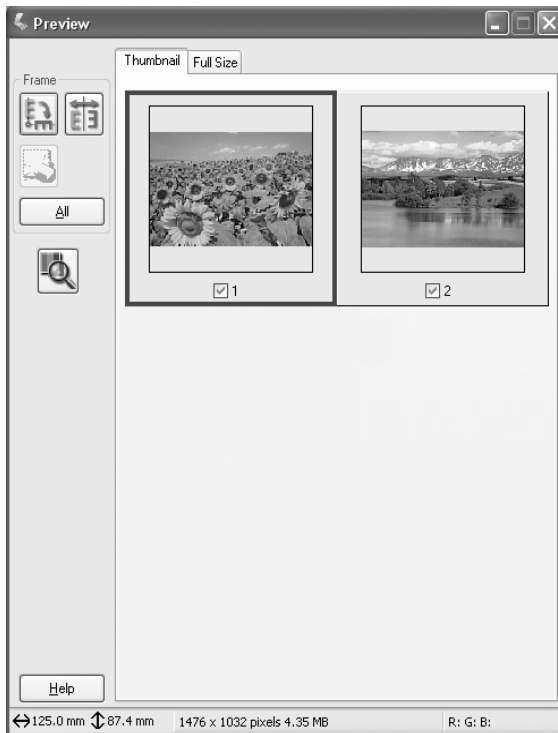 Preview
Thumbnail
Full Size
Frame
All
1
2
Help
125.0 mm
87.4 mm
1476 x 1032 pixels 4.35 MB
R: G: B: